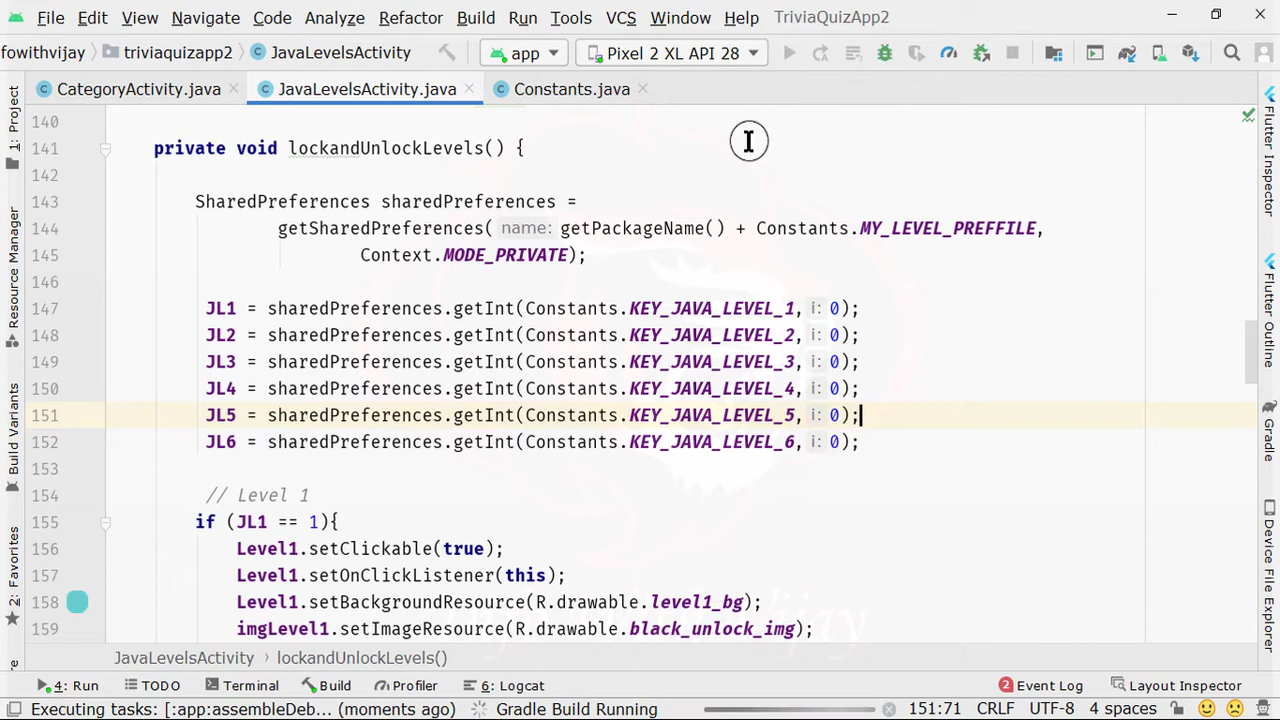 File Edit View Navigate Code Analyze Refactor Build Run Tools VCS Window Help TriviaQuizApp2
fowithvijay triviaquizapp2 JavaLevelsActivity app Pixel 2 XL API 28
CategoryActivity.java JavaLevelsActivity.java Constants.java
140
141 private void lockandUnlockLevels() {
142
143 SharedPreferences sharedPreferences =
144 getSharedPreferences( name: getPackageName() + Constants.MY_LEVEL_PREFFILE,
145 Context.MODE_PRIVATE);
146
147 JL1 = sharedPreferences.getInt(Constants.KEY_JAVA_LEVEL_1, i: 0);
148 JL2 = sharedPreferences.getInt(Constants.KEY_JAVA_LEVEL_2, i: 0);
149 JL3 = sharedPreferences.getInt(Constants.KEY_JAVA_LEVEL_3, i: 0);
150 JL4 = sharedPreferences.getInt(Constants.KEY_JAVA_LEVEL_4, i: 0);
151 JL5 = sharedPreferences.getInt(Constants.KEY_JAVA_LEVEL_5, i: 0);
152 JL6 = sharedPreferences.getInt(Constants.KEY_JAVA_LEVEL_6, i: 0);
153
154 // Level 1
155 if (JL1 == 1){
156 Level1.setClickable(true);
157 Level1.setOnClickListener(this);
158 Level1.setBackgroundResource(R.drawable.level1_bg);
159 imgLevel1.setImageResource(R.drawable.black_unlock_img);
1: Project
Resource Manager
Build Variants
2: Favorites
Flutter Inspector
Flutter Outline
Gradle
Device File Explorer
JavaLevelsActivity lockandUnlockLevels()
4: Run TODO Terminal Build Profiler 6: Logcat 2 Event Log Layout Inspector
Executing tasks: [:app:assembleDeb... (moments ago) Gradle Build Running 151:71 CRLF UTF-8 4 spaces